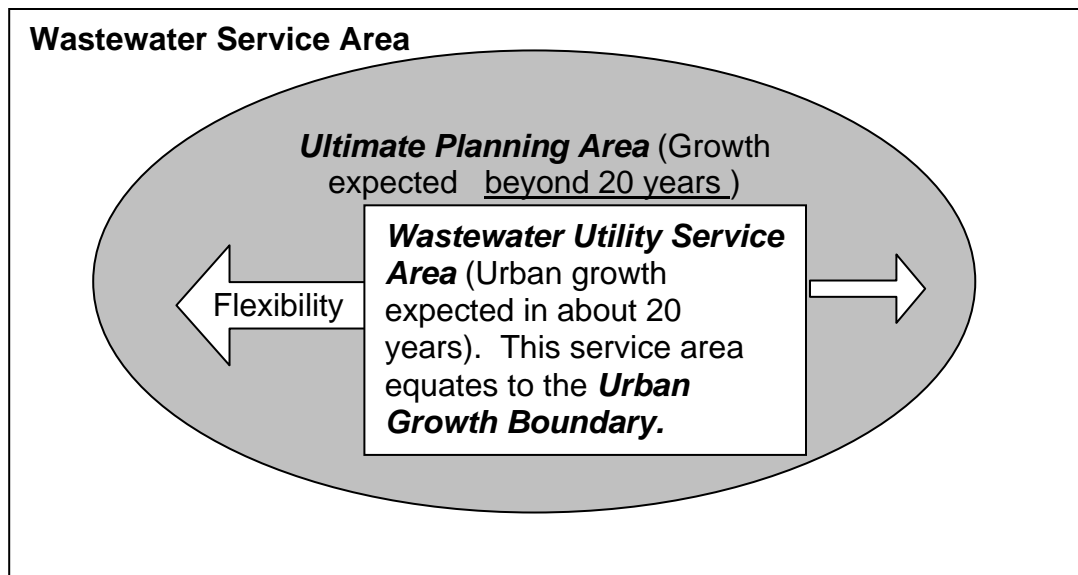 Wastewater Service Area
Ultimate Planning Area (Growth
expected beyond 20 years )
Wastewater Utility Service
Area (Urban growth
expected in about 20
years). This service area
equates to the Urban
Growth Boundary.
Flexibility